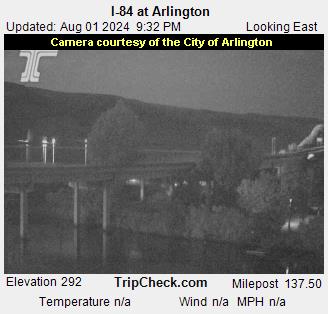 I-84 at Arlington
Updated: Aug 01 2024 9:32 PM Looking East
Camera courtesy of the City of Arlington
Elevation 292 TripCheck.com Milepost 137.50
Temperature n/a Wind n/a MPH n/a